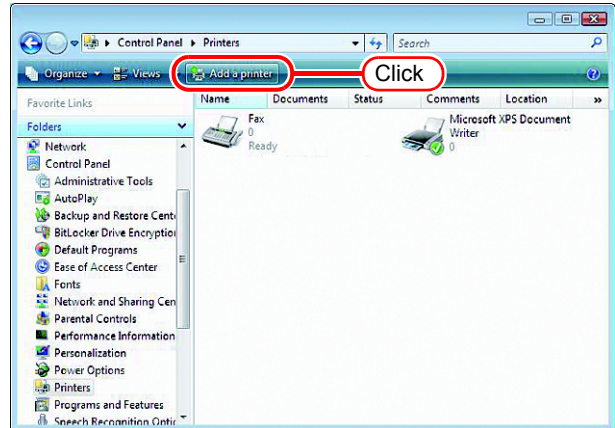 Control Panel Printers Search
Organize Views Add a printer Click
Favorite Links
Name Documents Status Comments Location »
Folders
Fax
0
Ready
Microsoft XPS Document
Writer
0
Network
Control Panel
Administrative Tools
AutoPlay
Backup and Restore Cente
BitLocker Drive Encryption
Default Programs
Ease of Access Center
Fonts
Network and Sharing Cen
Parental Controls
Performance Information
Personalization
Power Options
Printers
Programs and Features
Speech Recognition Optic